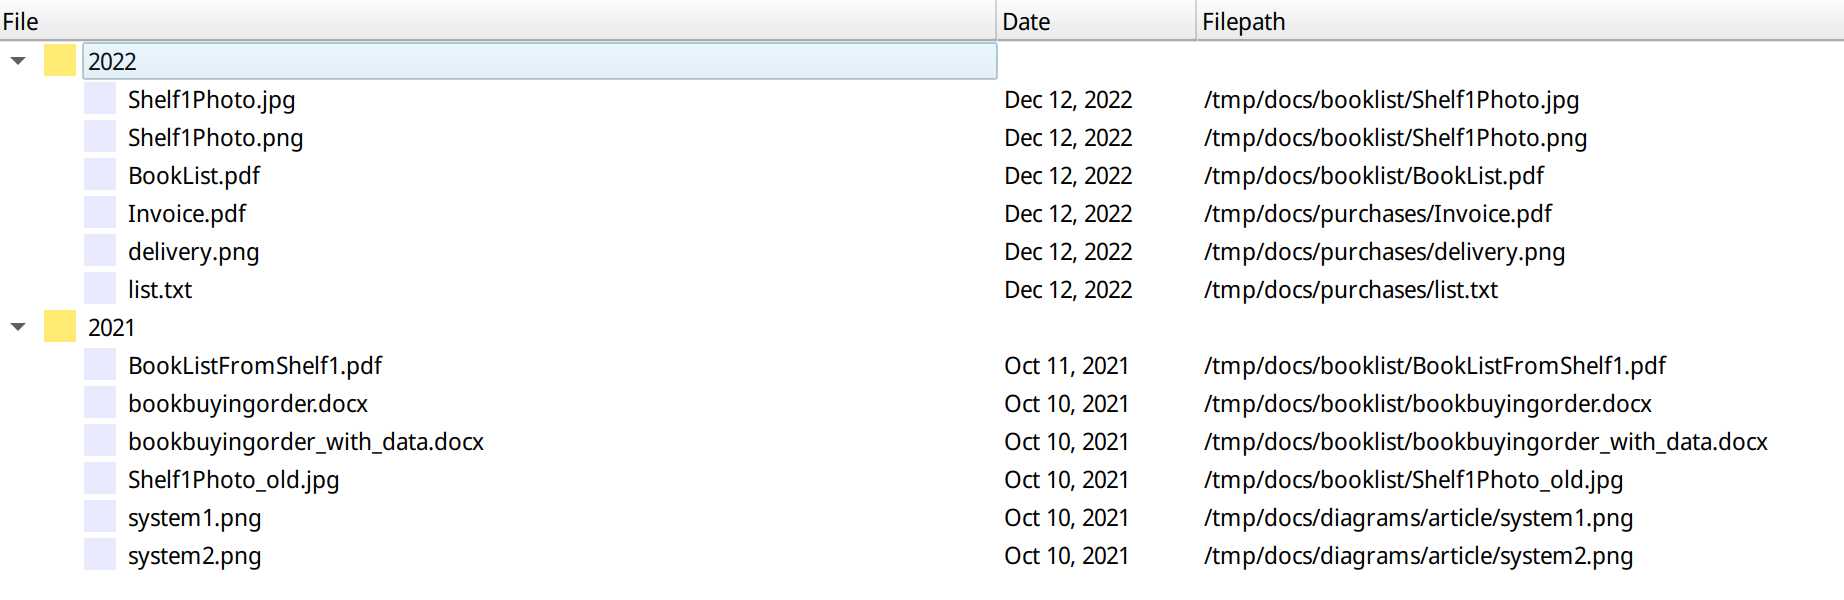 File Date Filepath
2022
Shelf1Photo.jpg Dec 12, 2022 /tmp/docs/booklist/Shelf1Photo.jpg
Shelf1Photo.png Dec 12, 2022 /tmp/docs/booklist/Shelf1Photo.png
BookList.pdf Dec 12, 2022 /tmp/docs/booklist/BookList.pdf
Invoice.pdf Dec 12, 2022 /tmp/docs/purchases/Invoice.pdf
delivery.png Dec 12, 2022 /tmp/docs/purchases/delivery.png
list.txt Dec 12, 2022 /tmp/docs/purchases/list.txt
2021
BookListFromShelf1.pdf Oct 11, 2021 /tmp/docs/booklist/BookListFromShelf1.pdf
bookbuyingorder.docx Oct 10, 2021 /tmp/docs/booklist/bookbuyingorder.docx
bookbuyingorder_with_data.docx Oct 10, 2021 /tmp/docs/booklist/bookbuyingorder_with_data.docx
Shelf1Photo_old.jpg Oct 10, 2021 /tmp/docs/booklist/Shelf1Photo_old.jpg
system1.png Oct 10, 2021 /tmp/docs/diagrams/article/system1.png
system2.png Oct 10, 2021 /tmp/docs/diagrams/article/system2.png